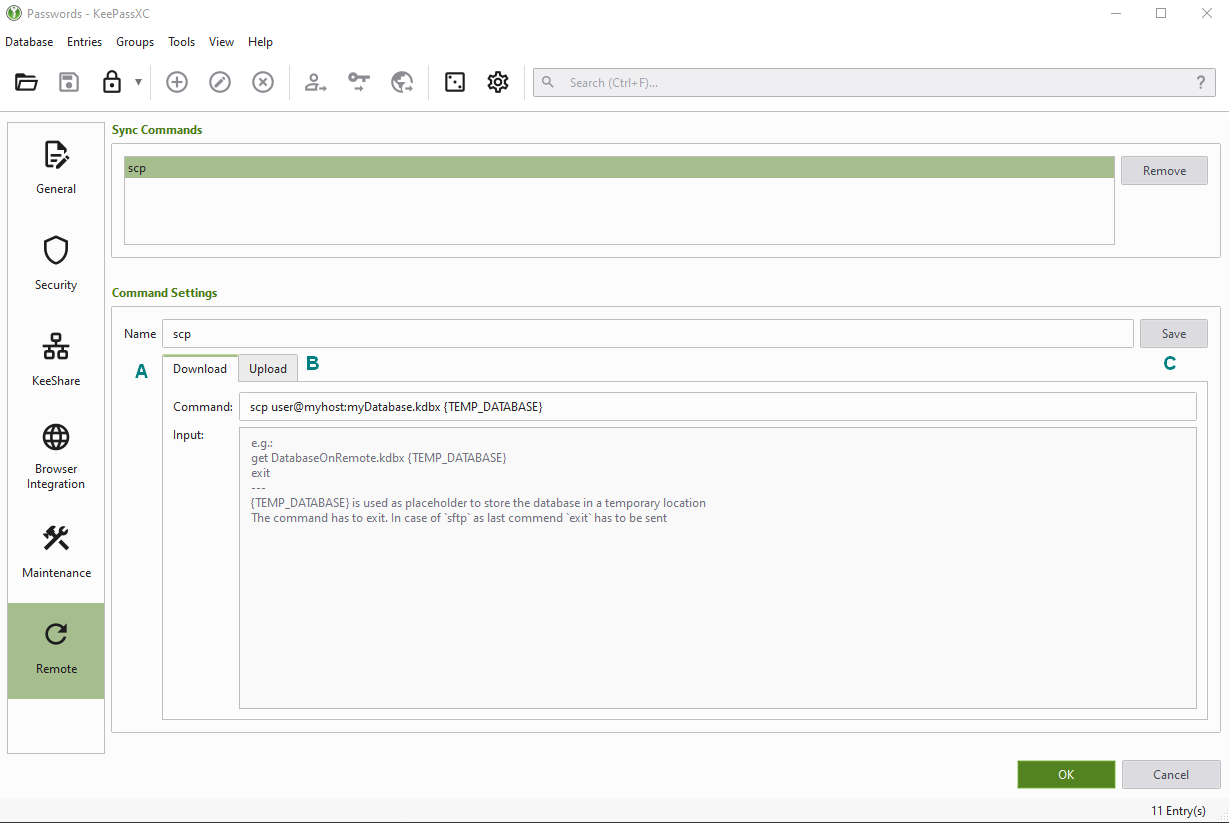 Passwords - KeePassXC
Database Entries Groups Tools View Help
Search (Ctrl+F)... ?
General
Security
KeeShare
Browser
Integration
Maintenance
Remote
Sync Commands
scp
Remove
Command Settings
Name scp Save
A Download Upload B C
Command: scp user@myhost:myDatabase.kdbx {TEMP_DATABASE}
Input:
e.g.:
get DatabaseOnRemote.kdbx {TEMP_DATABASE}
exit
---
{TEMP_DATABASE} is used as placeholder to store the database in a temporary location
The command has to exit. In case of `sftp` as last commend `exit` has to be sent
OK Cancel
11 Entry(s)